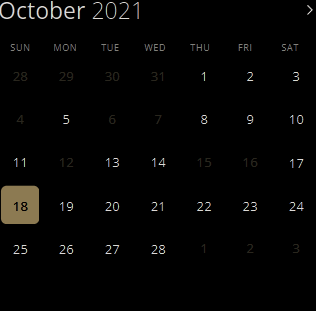 October 2021
SUN MON TUE WED THU FRI SAT
28 29 30 31 1 2 3
4 5 6 7 8 9 10
11 12 13 14 15 16 17
18 19 20 21 22 23 24
25 26 27 28 1 2 3